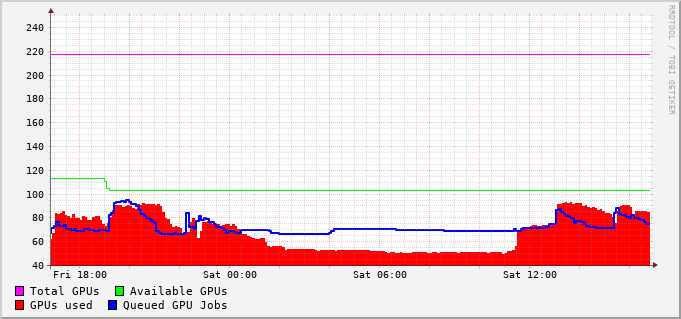 240
220
200
180
160
140
120
100
80
60
40
Fri 18:00 Sat 00:00 Sat 06:00 Sat 12:00
Total GPUs Available GPUs
GPUs used Queued GPU Jobs
RRDTOOL / TOBI OETIKER